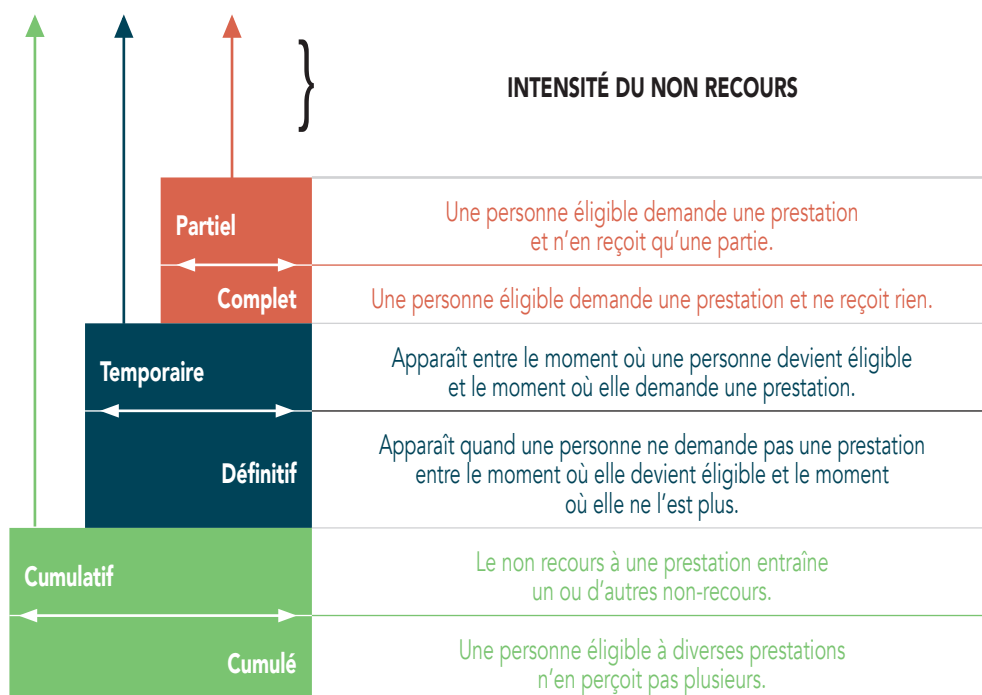 }
INTENSITÉ DU NON RECOURS
Partiel
Une personne éligible demande une prestation
et n'en reçoit qu'une partie.
Complet
Une personne éligible demande une prestation et ne reçoit rien.
Temporaire
Apparaît entre le moment où une personne devient éligible
et le moment où elle demande une prestation.
Définitif
Apparaît quand une personne ne demande pas une prestation
entre le moment où elle devient éligible et le moment
où elle ne l'est plus.
Cumulatif
Le non recours à une prestation entraîne
un ou d'autres non-recours.
Cumulé
Une personne éligible à diverses prestations
n'en perçoit pas plusieurs.